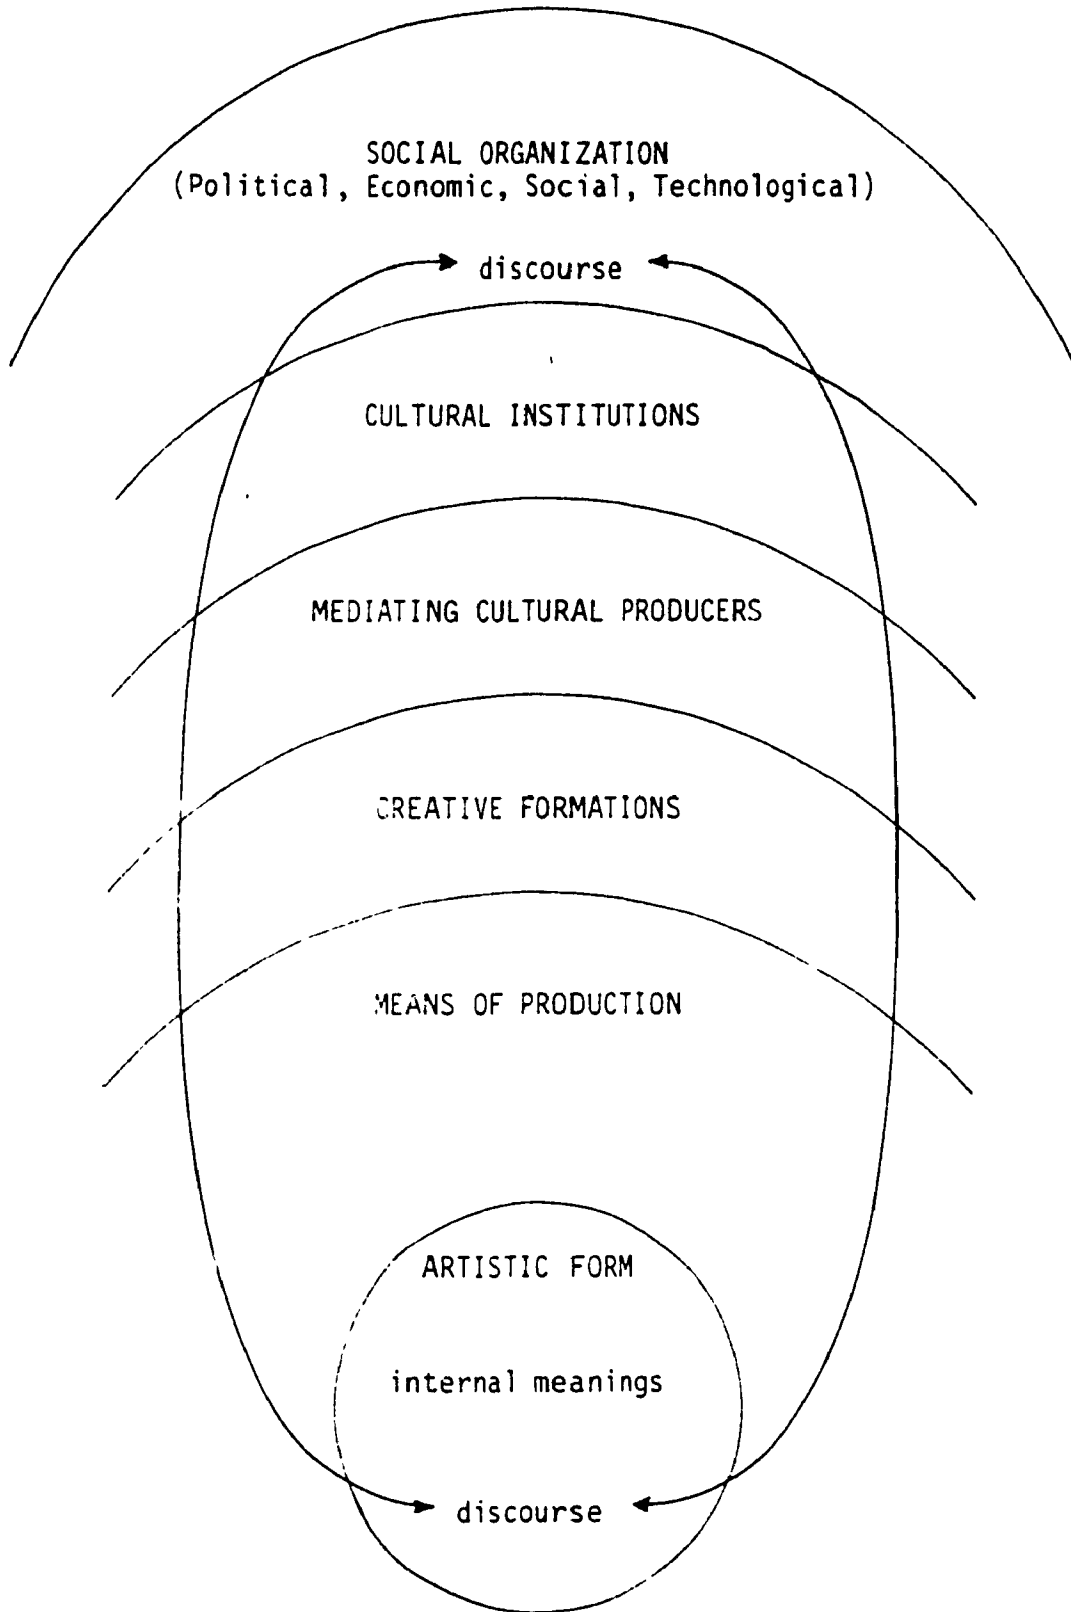 SOCIAL ORGANIZATION
(Political, Economic, Social, Technological)
discourse
CULTURAL INSTITUTIONS
MEDIATING CULTURAL PRODUCERS
CREATIVE FORMATIONS
MEANS OF PRODUCTION
ARTISTIC FORM
internal meanings
discourse